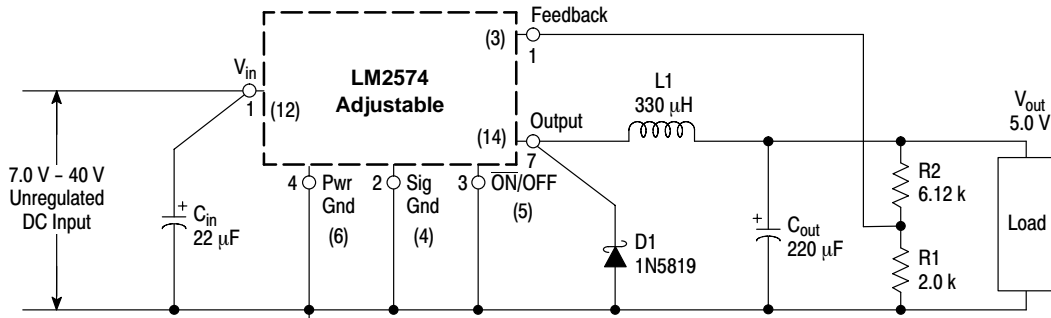 Feedback
(3)
1
V_in
1
(12)
LM2574
Adjustable
L1
330 μH
Output
(14)
7
V_out
5.0 V
7.0 V – 40 V
Unregulated
DC Input
C_in
22 μF
4 Pwr
Gnd
(6)
2 Sig
Gnd
(4)
3 O̅N̅/OFF
(5)
D1
1N5819
C_out
220 μF
R2
6.12 k
R1
2.0 k
Load
+
+